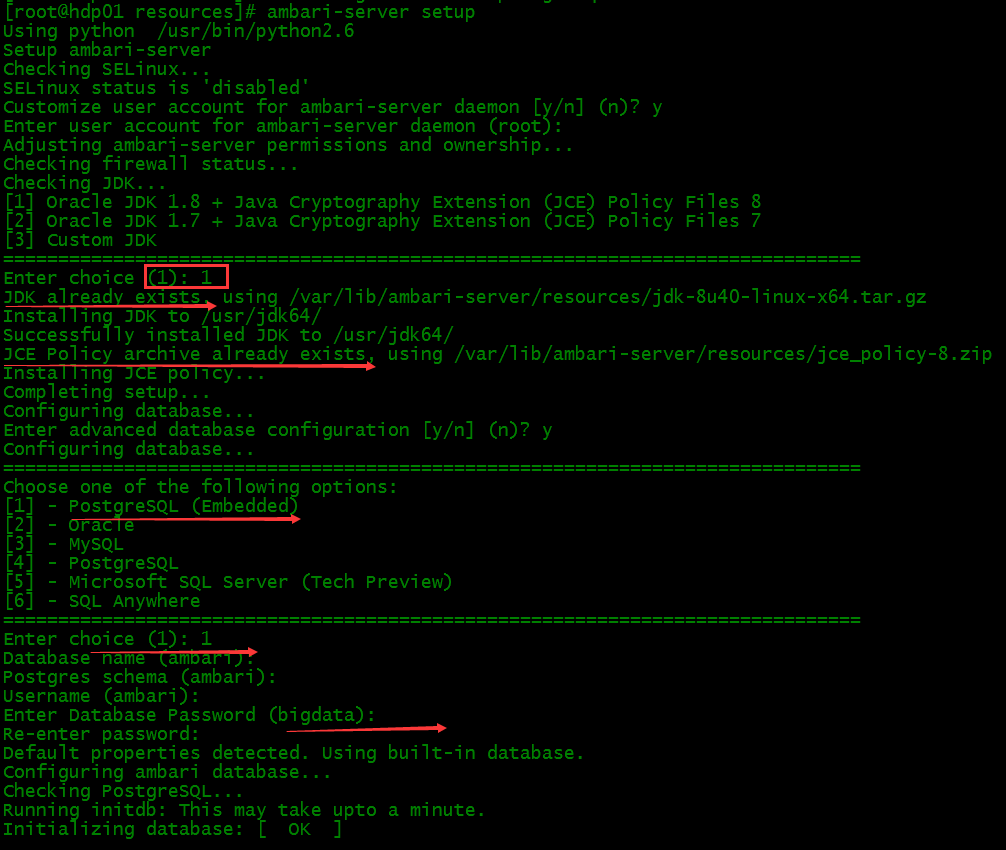 [root@hdp01 resources]# ambari-server setup
Using python  /usr/bin/python2.6
Setup ambari-server
Checking SELinux...
SELinux status is 'disabled'
Customize user account for ambari-server daemon [y/n] (n)? y
Enter user account for ambari-server daemon (root):
Adjusting ambari-server permissions and ownership...
Checking firewall status...
Checking JDK...
[1] Oracle JDK 1.8 + Java Cryptography Extension (JCE) Policy Files 8
[2] Oracle JDK 1.7 + Java Cryptography Extension (JCE) Policy Files 7
[3] Custom JDK
==============================================================================
Enter choice (1): 1
JDK already exists, using /var/lib/ambari-server/resources/jdk-8u40-linux-x64.tar.gz
Installing JDK to /usr/jdk64/
Successfully installed JDK to /usr/jdk64/
JCE Policy archive already exists, using /var/lib/ambari-server/resources/jce_policy-8.zip
Installing JCE policy...
Completing setup...
Configuring database...
Enter advanced database configuration [y/n] (n)? y
Configuring database...
==============================================================================
Choose one of the following options:
[1] - PostgreSQL (Embedded)
[2] - Oracle
[3] - MySQL
[4] - PostgreSQL
[5] - Microsoft SQL Server (Tech Preview)
[6] - SQL Anywhere
==============================================================================
Enter choice (1): 1
Database name (ambari):
Postgres schema (ambari):
Username (ambari):
Enter Database Password (bigdata):
Re-enter password:
Default properties detected. Using built-in database.
Configuring ambari database...
Checking PostgreSQL...
Running initdb: This may take upto a minute.
Initializing database: [  OK  ]